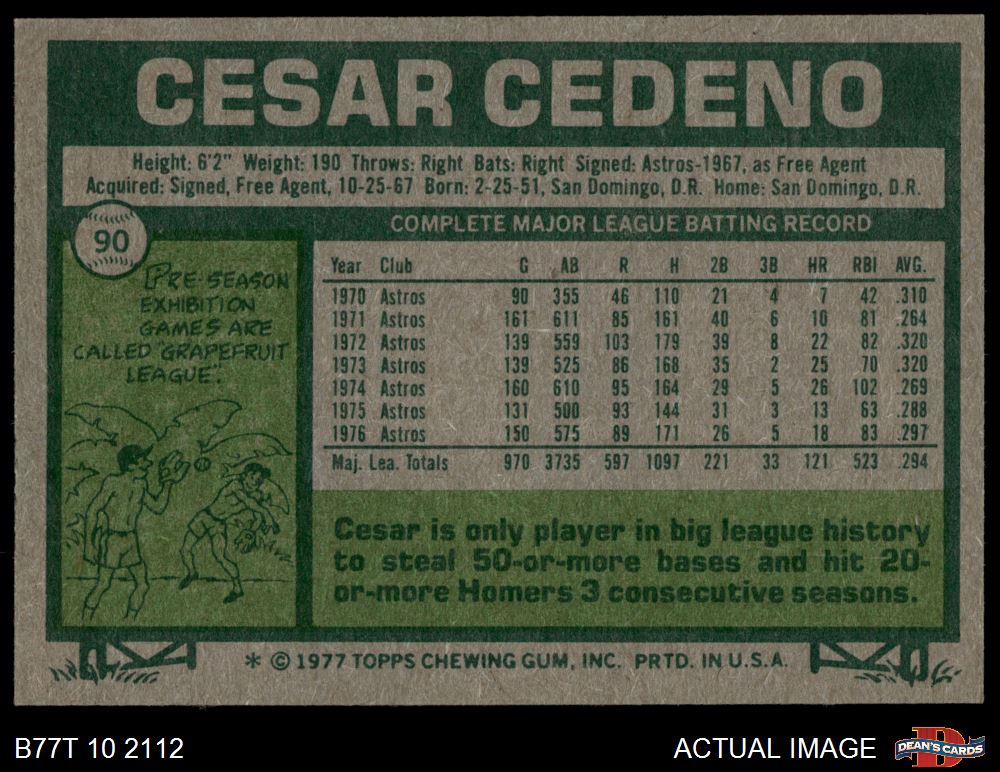 CESAR CEDENO
Height: 6'2" Weight: 190 Throws: Right Bats: Right Signed: Astros-1967, as Free Agent
Acquired: Signed, Free Agent, 10-25-67 Born: 2-25-51, San Domingo, D.R. Home: San Domingo, D.R.
90
PRE-SEASON
EXHIBITION
GAMES ARE
CALLED "GRAPEFRUIT
LEAGUE".
COMPLETE MAJOR LEAGUE BATTING RECORD
Year Club G AB R H 2B 3B HR RBI AVG.
1970 Astros 90 355 46 110 21 4 7 42 .310
1971 Astros 161 611 85 161 40 6 10 81 .264
1972 Astros 139 559 103 179 39 8 22 82 .320
1973 Astros 139 525 86 168 35 2 25 70 .320
1974 Astros 160 610 95 164 29 5 26 102 .269
1975 Astros 131 500 93 144 31 3 13 63 .288
1976 Astros 150 575 89 171 26 5 18 83 .297
Maj. Lea. Totals 970 3735 597 1097 221 33 121 523 .294
Cesar is only player in big league history
to steal 50-or-more bases and hit 20-
or-more Homers 3 consecutive seasons.
* © 1977 TOPPS CHEWING GUM, INC. PRTD. IN U.S.A.
B77T 10 2112
ACTUAL IMAGE
D
DEAN'S CARDS